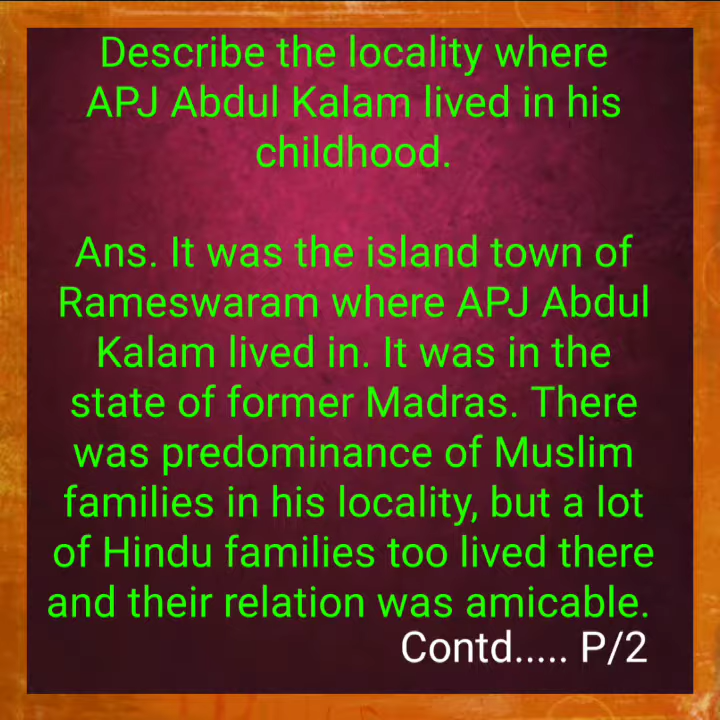 Describe the locality where
APJ Abdul Kalam lived in his
childhood.
Ans. It was the island town of
Rameswaram where APJ Abdul
Kalam lived in. It was in the
state of former Madras. There
was predominance of Muslim
families in his locality, but a lot
of Hindu families too lived there
and their relation was amicable.
Contd..... P/2